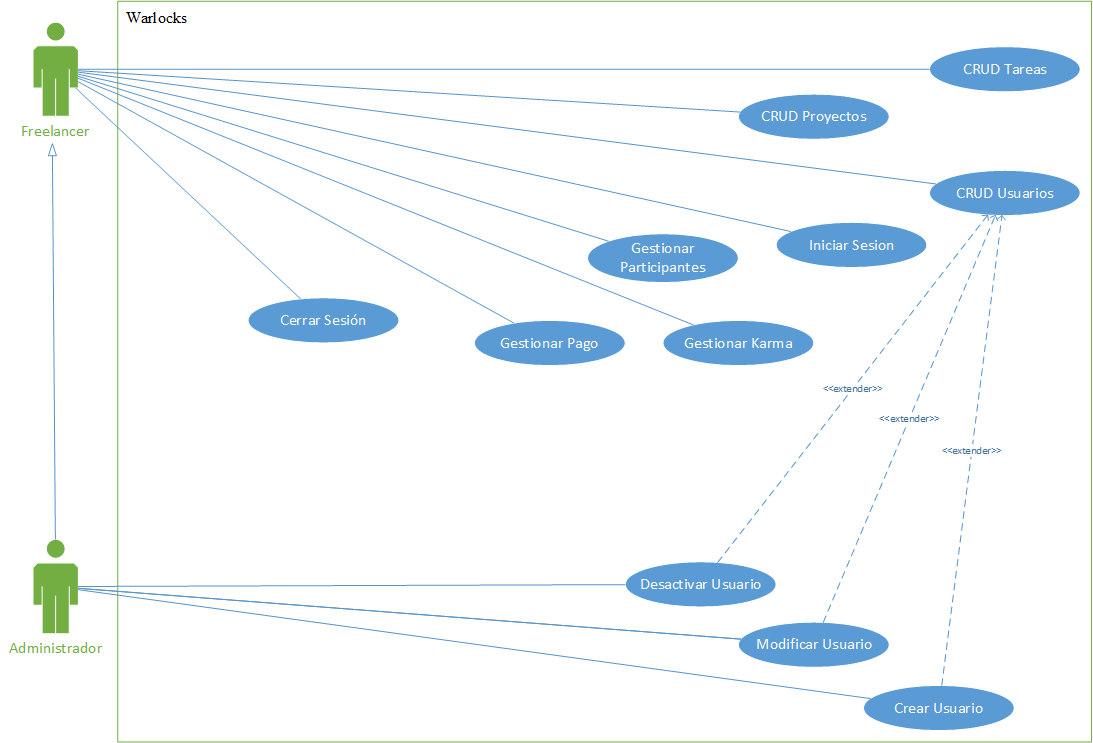 Warlocks
CRUD Tareas
CRUD Proyectos
Freelancer
CRUD Usuarios
Iniciar Sesion
Gestionar
Participantes
Cerrar Sesión
Gestionar Pago
Gestionar Karma
<<extender>>
<<extender>>
<<extender>>
Desactivar Usuario
Modificar Usuario
Administrador
Crear Usuario